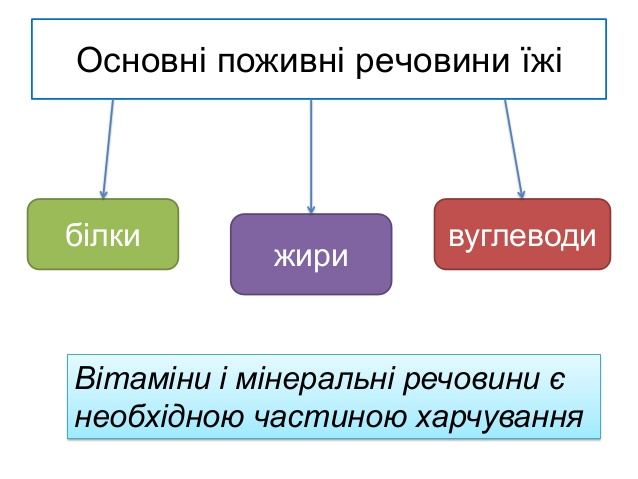 Основні поживні речовини їжі
білки
жири
вуглеводи
Вітаміни і мінеральні речовини є
необхідною частиною харчування